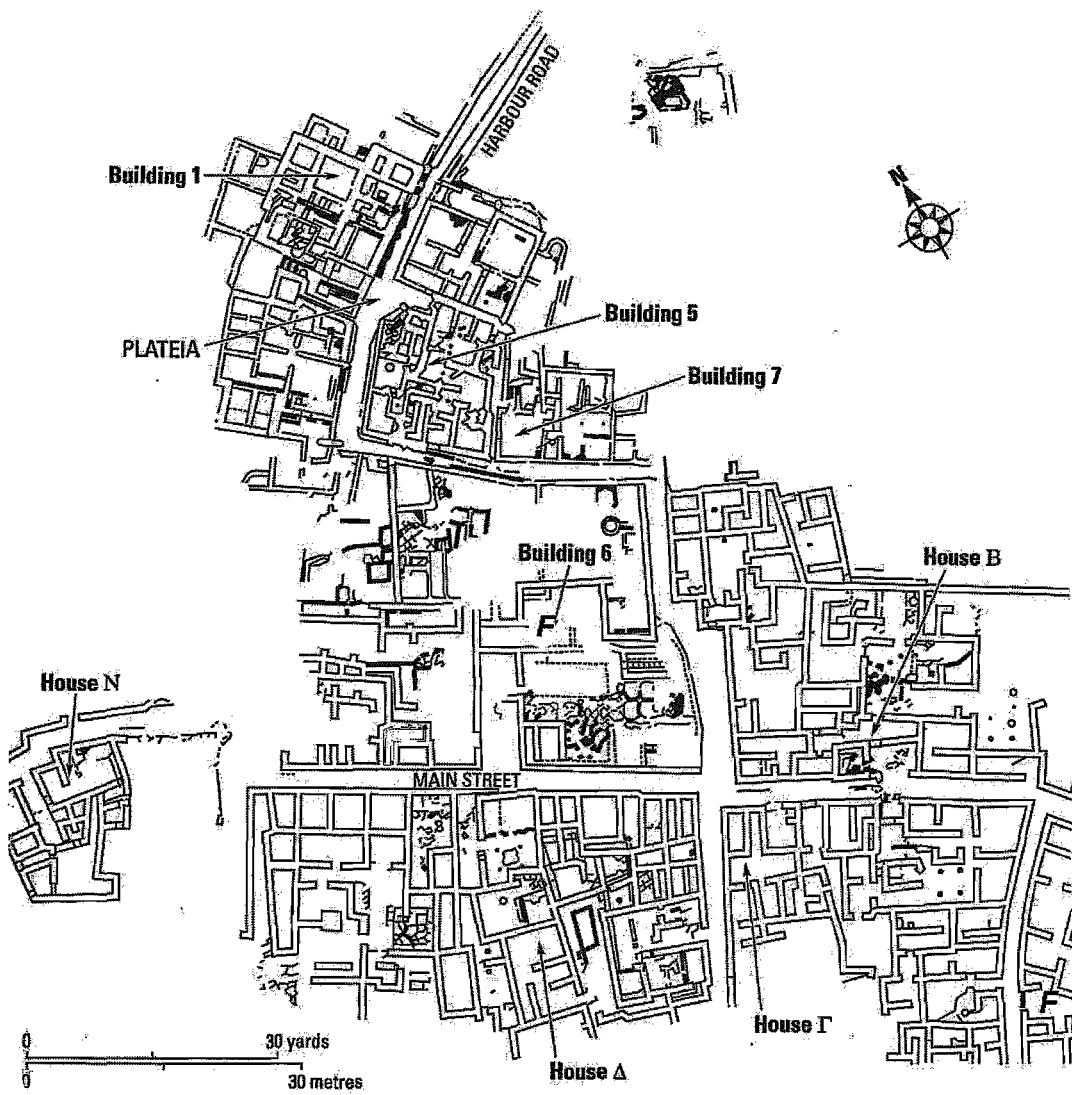 HARBOUR ROAD
Building 1
N
PLATEIA
Building 5
Building 7
Building 6
House B
F
House N
MAIN STREET
F
House Γ
House Δ
0 30 yards
0 30 metres